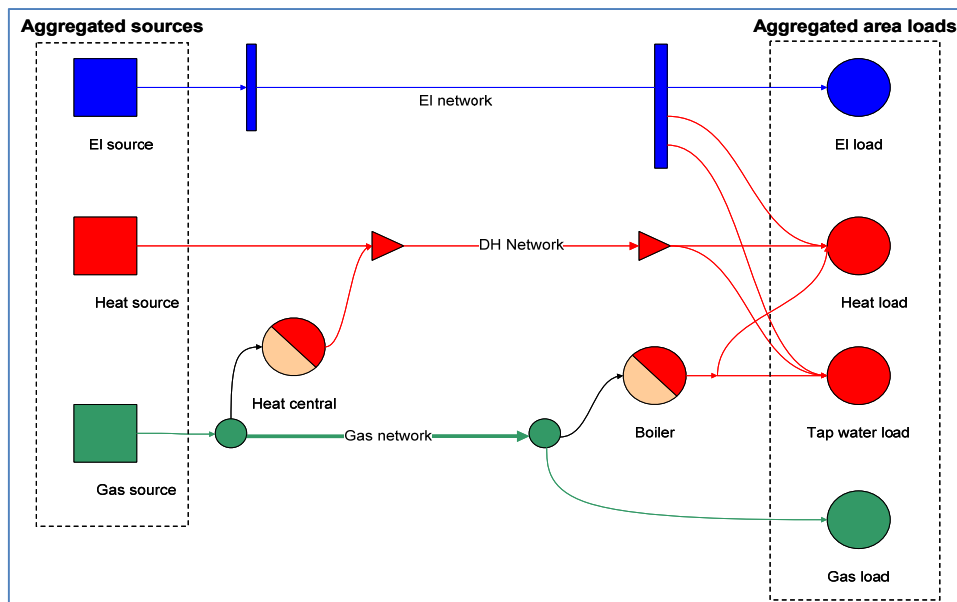 Aggregated sources
Aggregated area loads
El network
El source
El load
DH Network
Heat source
Heat load
Heat central
Gas network
Boiler
Tap water load
Gas source
Gas load